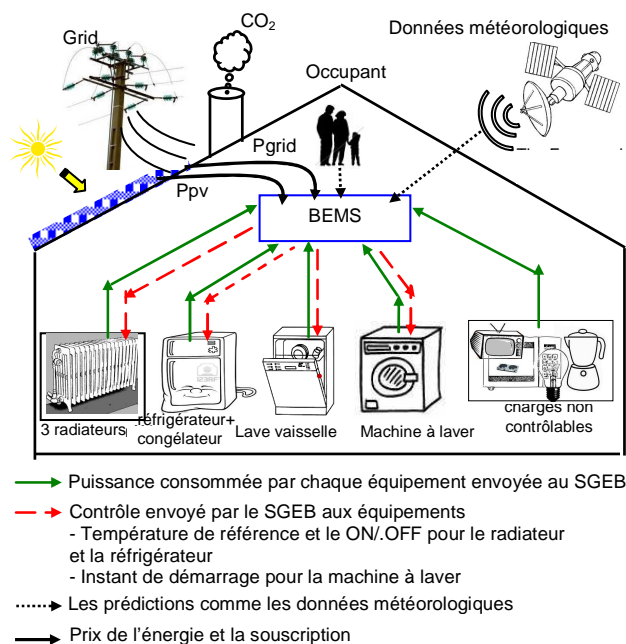 CO2
Grid
Données météorologiques
Occupant
Pgrid
Ppv
BEMS
3 radiateurs
réfrigérateur+
congélateur
Lave vaisselle
Machine à laver
charges non
contrôlables
Puissance consommée par chaque équipement envoyée au SGEB
Contrôle envoyé par le SGEB aux équipements
- Température de référence et le ON/.OFF pour le radiateur
et la réfrigérateur
- Instant de démarrage pour la machine à laver
Les prédictions comme les données météorologiques
Prix de l'énergie et la souscription